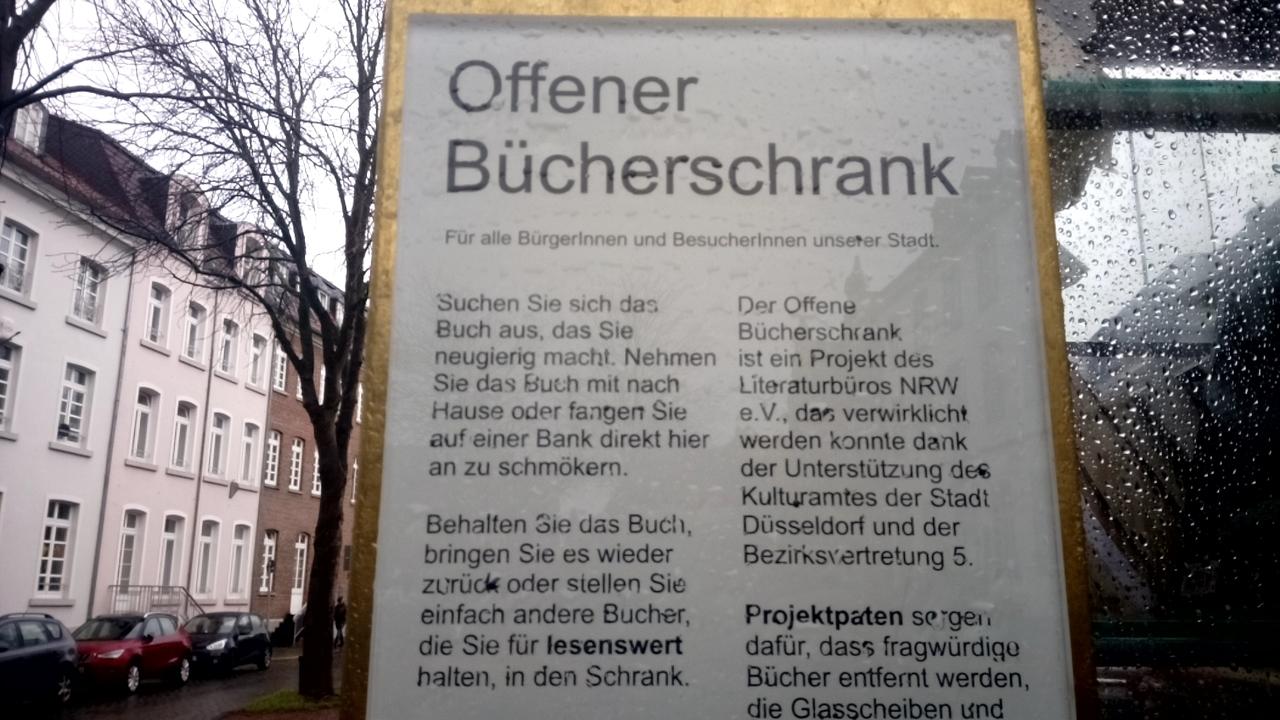 Offener
Bücherschrank
Für alle BürgerInnen und BesucherInnen unserer Stadt.
Suchen Sie sich das
Buch aus, das Sie
neugierig macht. Nehmen
Sie das Buch mit nach
Hause oder fangen Sie
auf einer Bank direkt hier
an zu schmökern.
Behalten Sie das Buch,
bringen Sie es wieder
zurück oder stellen Sie
einfach andere Bücher,
die Sie für lesenswert
halten, in den Schrank.
Der Offene
Bücherschrank
ist ein Projekt des
Literaturbüros NRW
e.V., das verwirklicht
werden konnte dank
der Unterstützung des
Kulturamtes der Stadt
Düsseldorf und der
Bezirksvertretung 5.
Projektpaten sorgen
dafür, dass fragwürdige
Bücher entfernt werden,
die Glasscheiben und